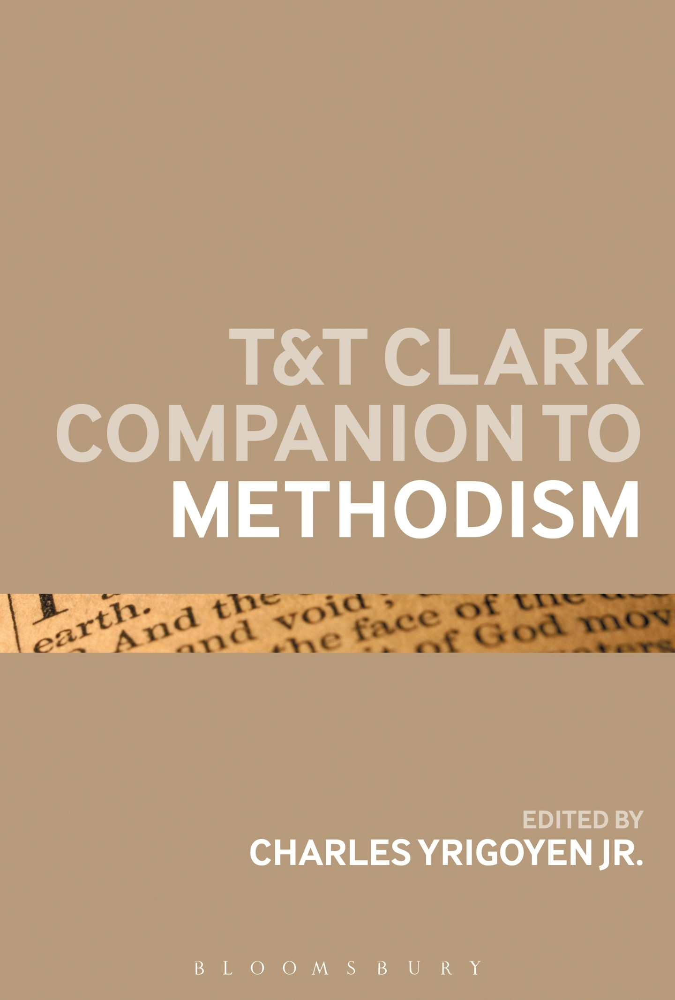 T&T CLARK
COMPANION TO
METHODISM
earth.
And the
and void ;
the face of the
of God mov
EDITED BY
CHARLES YRIGOYEN JR.
BLOOMSBURY